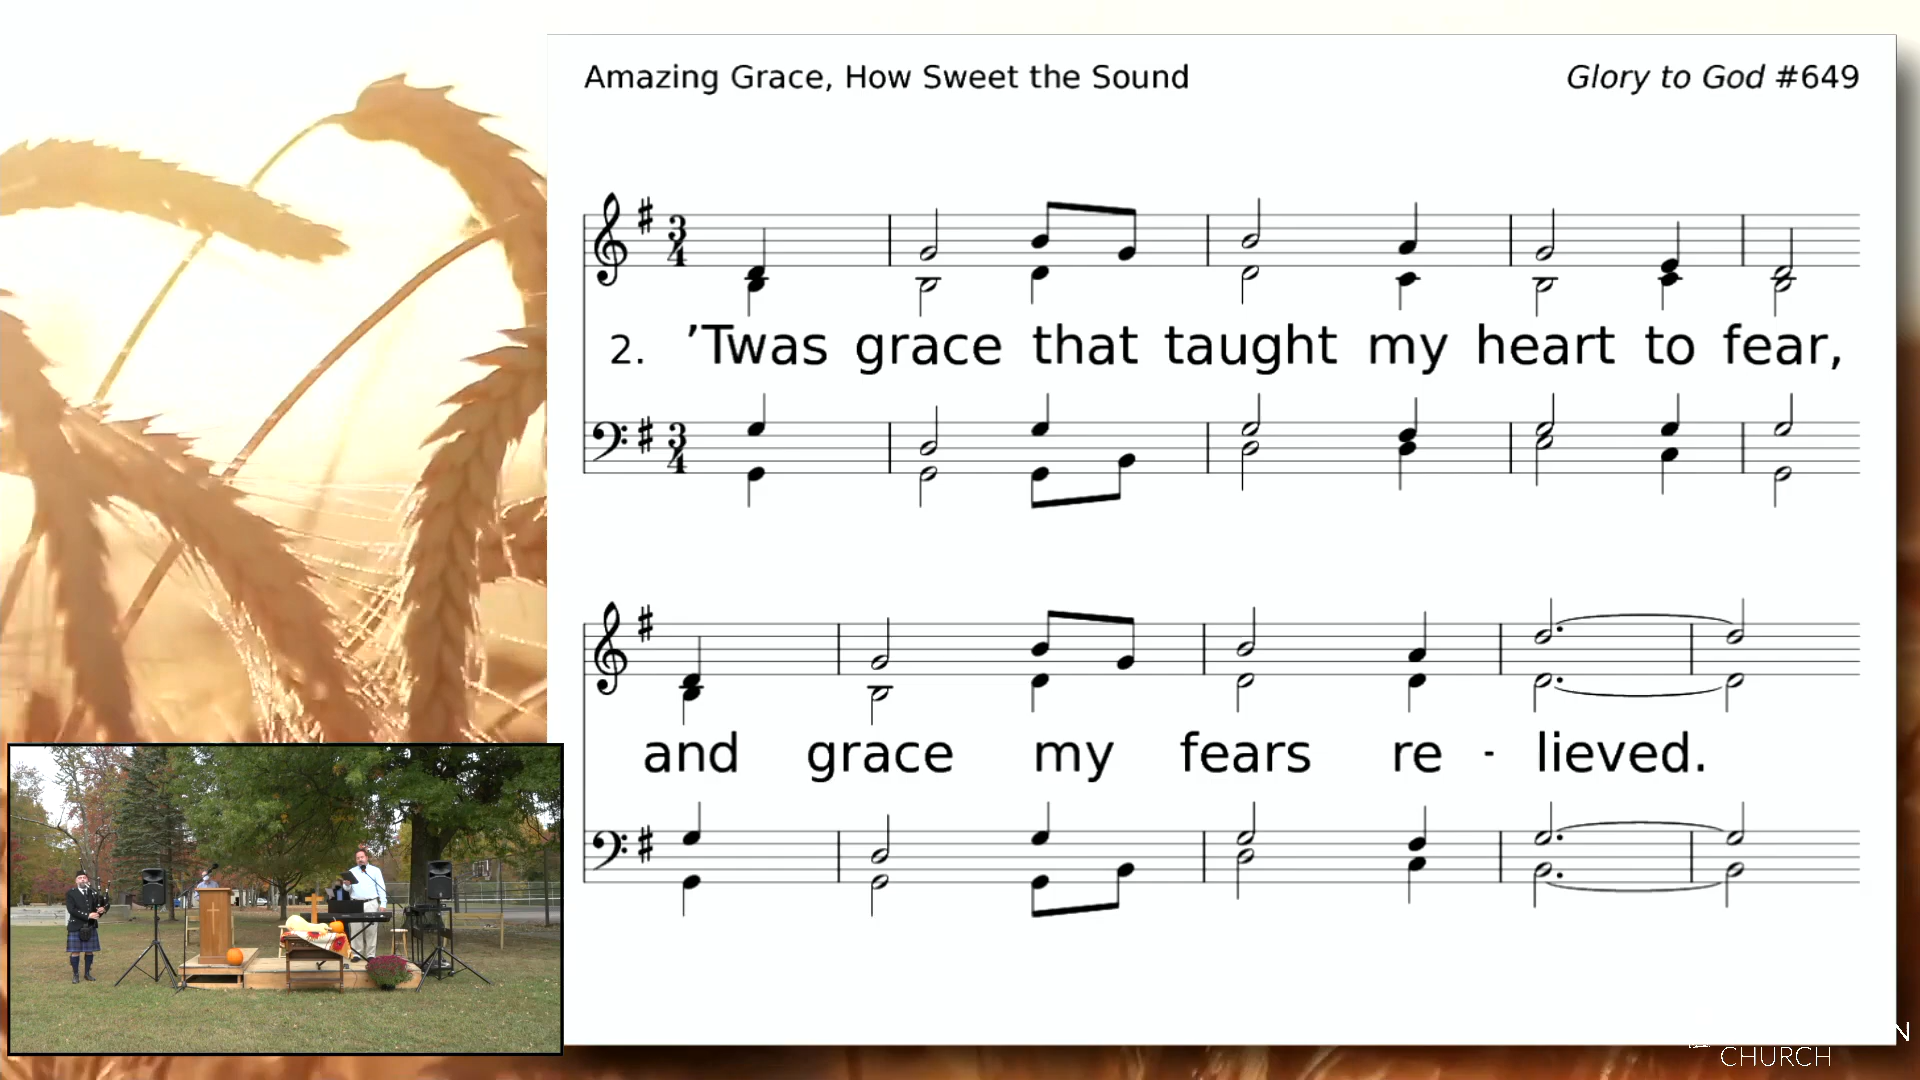 Amazing Grace, How Sweet the Sound
Glory to God #649
2. ’Twas grace that taught my heart to fear,
and grace my fears re - lieved.
CHURCH